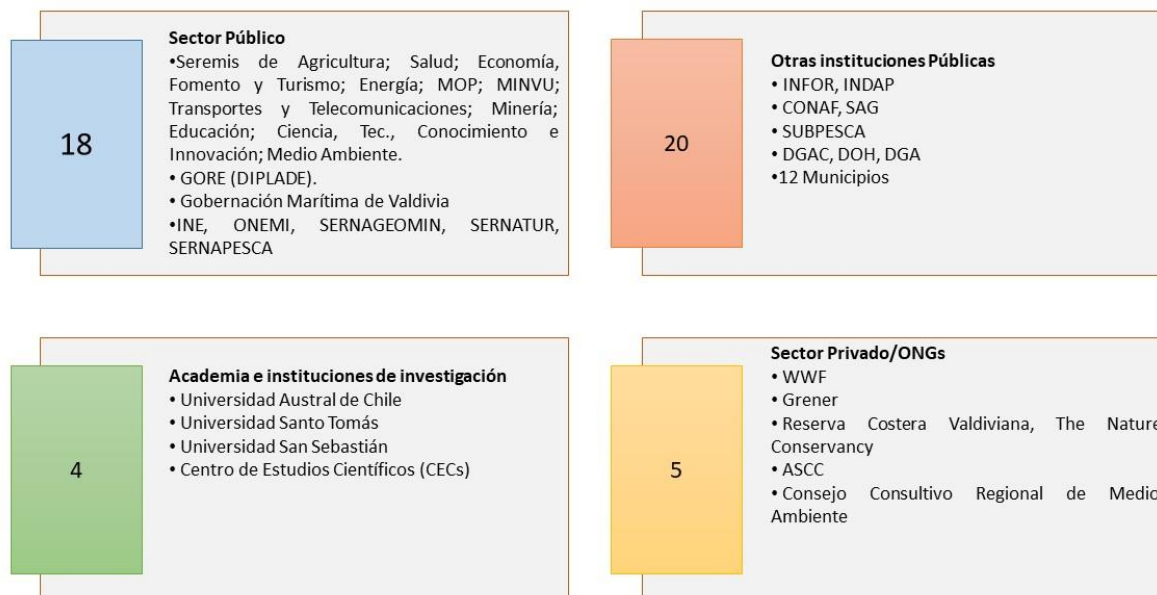 18
Sector Público
•Seremis de Agricultura; Salud; Economía,
Fomento y Turismo; Energía; MOP; MINVU;
Transportes y Telecomunicaciones; Minería;
Educación; Ciencia, Tec., Conocimiento e
Innovación; Medio Ambiente.
• GORE (DIPLADE).
• Gobernación Marítima de Valdivia
•INE, ONEMI, SERNAGEOMIN, SERNATUR,
SERNAPESCA
20
Otras instituciones Públicas
• INFOR, INDAP
• CONAF, SAG
• SUBPESCA
• DGAC, DOH, DGA
•12 Municipios
4
Academia e instituciones de investigación
• Universidad Austral de Chile
• Universidad Santo Tomás
• Universidad San Sebastián
• Centro de Estudios Científicos (CECs)
5
Sector Privado/ONGs
• WWF
• Grener
• Reserva Costera Valdiviana, The Nature
Conservancy
• ASCC
• Consejo Consultivo Regional de Medio
Ambiente